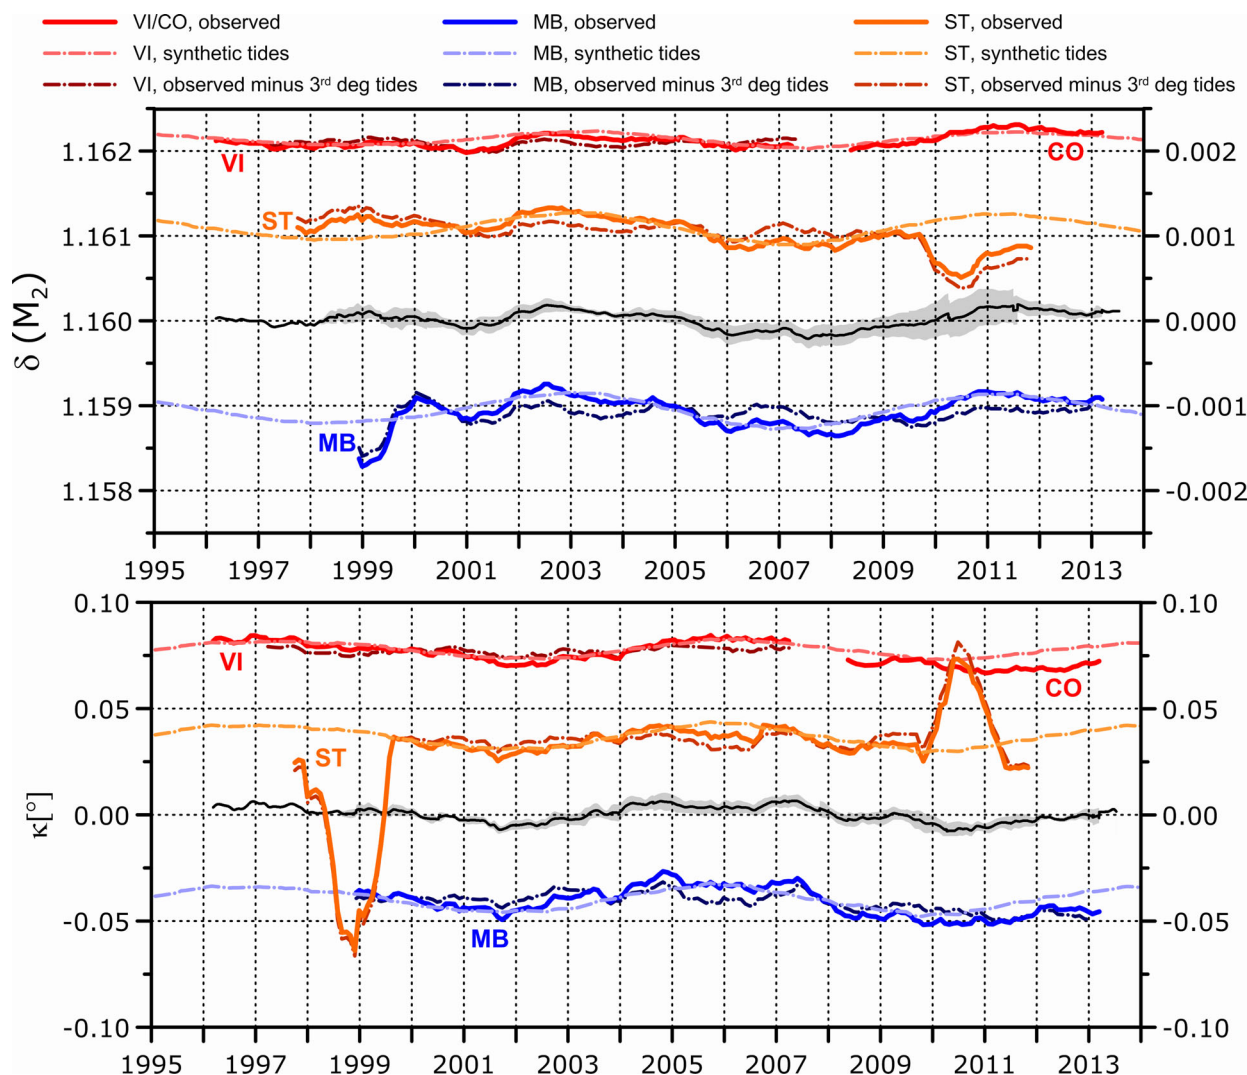 VI/CO, observed MB, observed ST, observed
VI, synthetic tides MB, synthetic tides ST, synthetic tides
VI, observed minus 3rd deg tides MB, observed minus 3rd deg tides ST, observed minus 3rd deg tides
1.162 VI CO 0.002
ST
1.161 0.001
δ (M2) 1.160 0.000
1.159 -0.001
MB
1.158 -0.002
1995 1997 1999 2001 2003 2005 2007 2009 2011 2013
0.10 0.10
VI CO
0.05 0.05
ST
κ[°] 0.00 0.00
-0.05 -0.05
MB
-0.10 -0.10
1995 1997 1999 2001 2003 2005 2007 2009 2011 2013